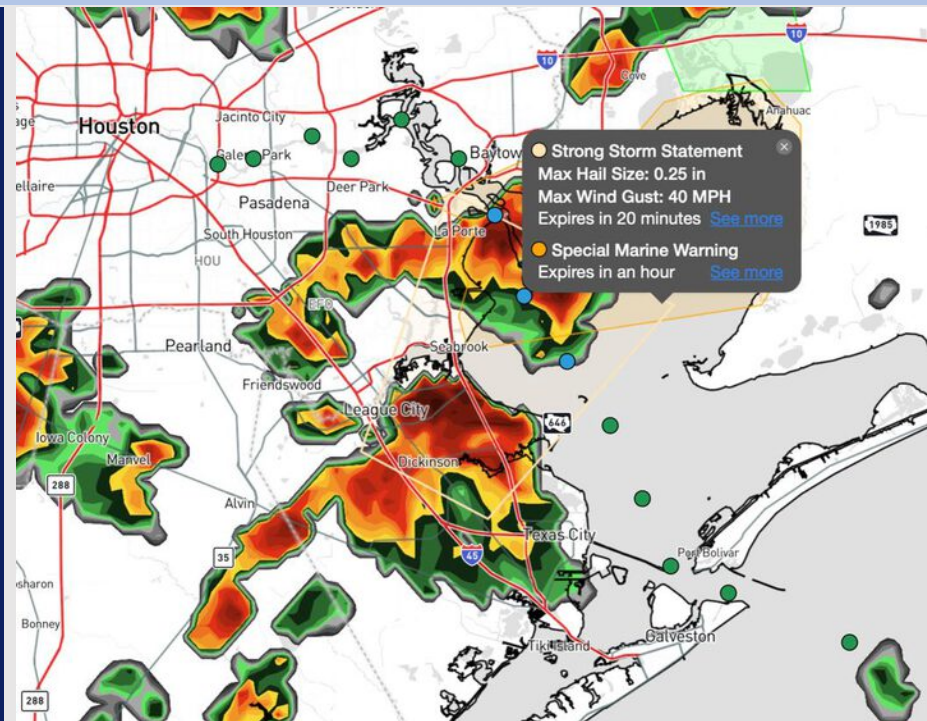 10
10
Cove
Anahuac
Houston
Jacinto City
Galena Park
Baytow
Deer Park
Pasadena
South Houston
La Porte
HOU
EFD
Pearland
Friendswood
Seabrook
League City
646
Iowa Colony
Manvel
288
Dickinson
Alvin
35
45
Texas City
Port Bolivar
Bonney
Tiki Island
Galveston
288
1985
Strong Storm Statement
Max Hail Size: 0.25 in
Max Wind Gust: 40 MPH
Expires in 20 minutes See more
Special Marine Warning
Expires in an hour See more